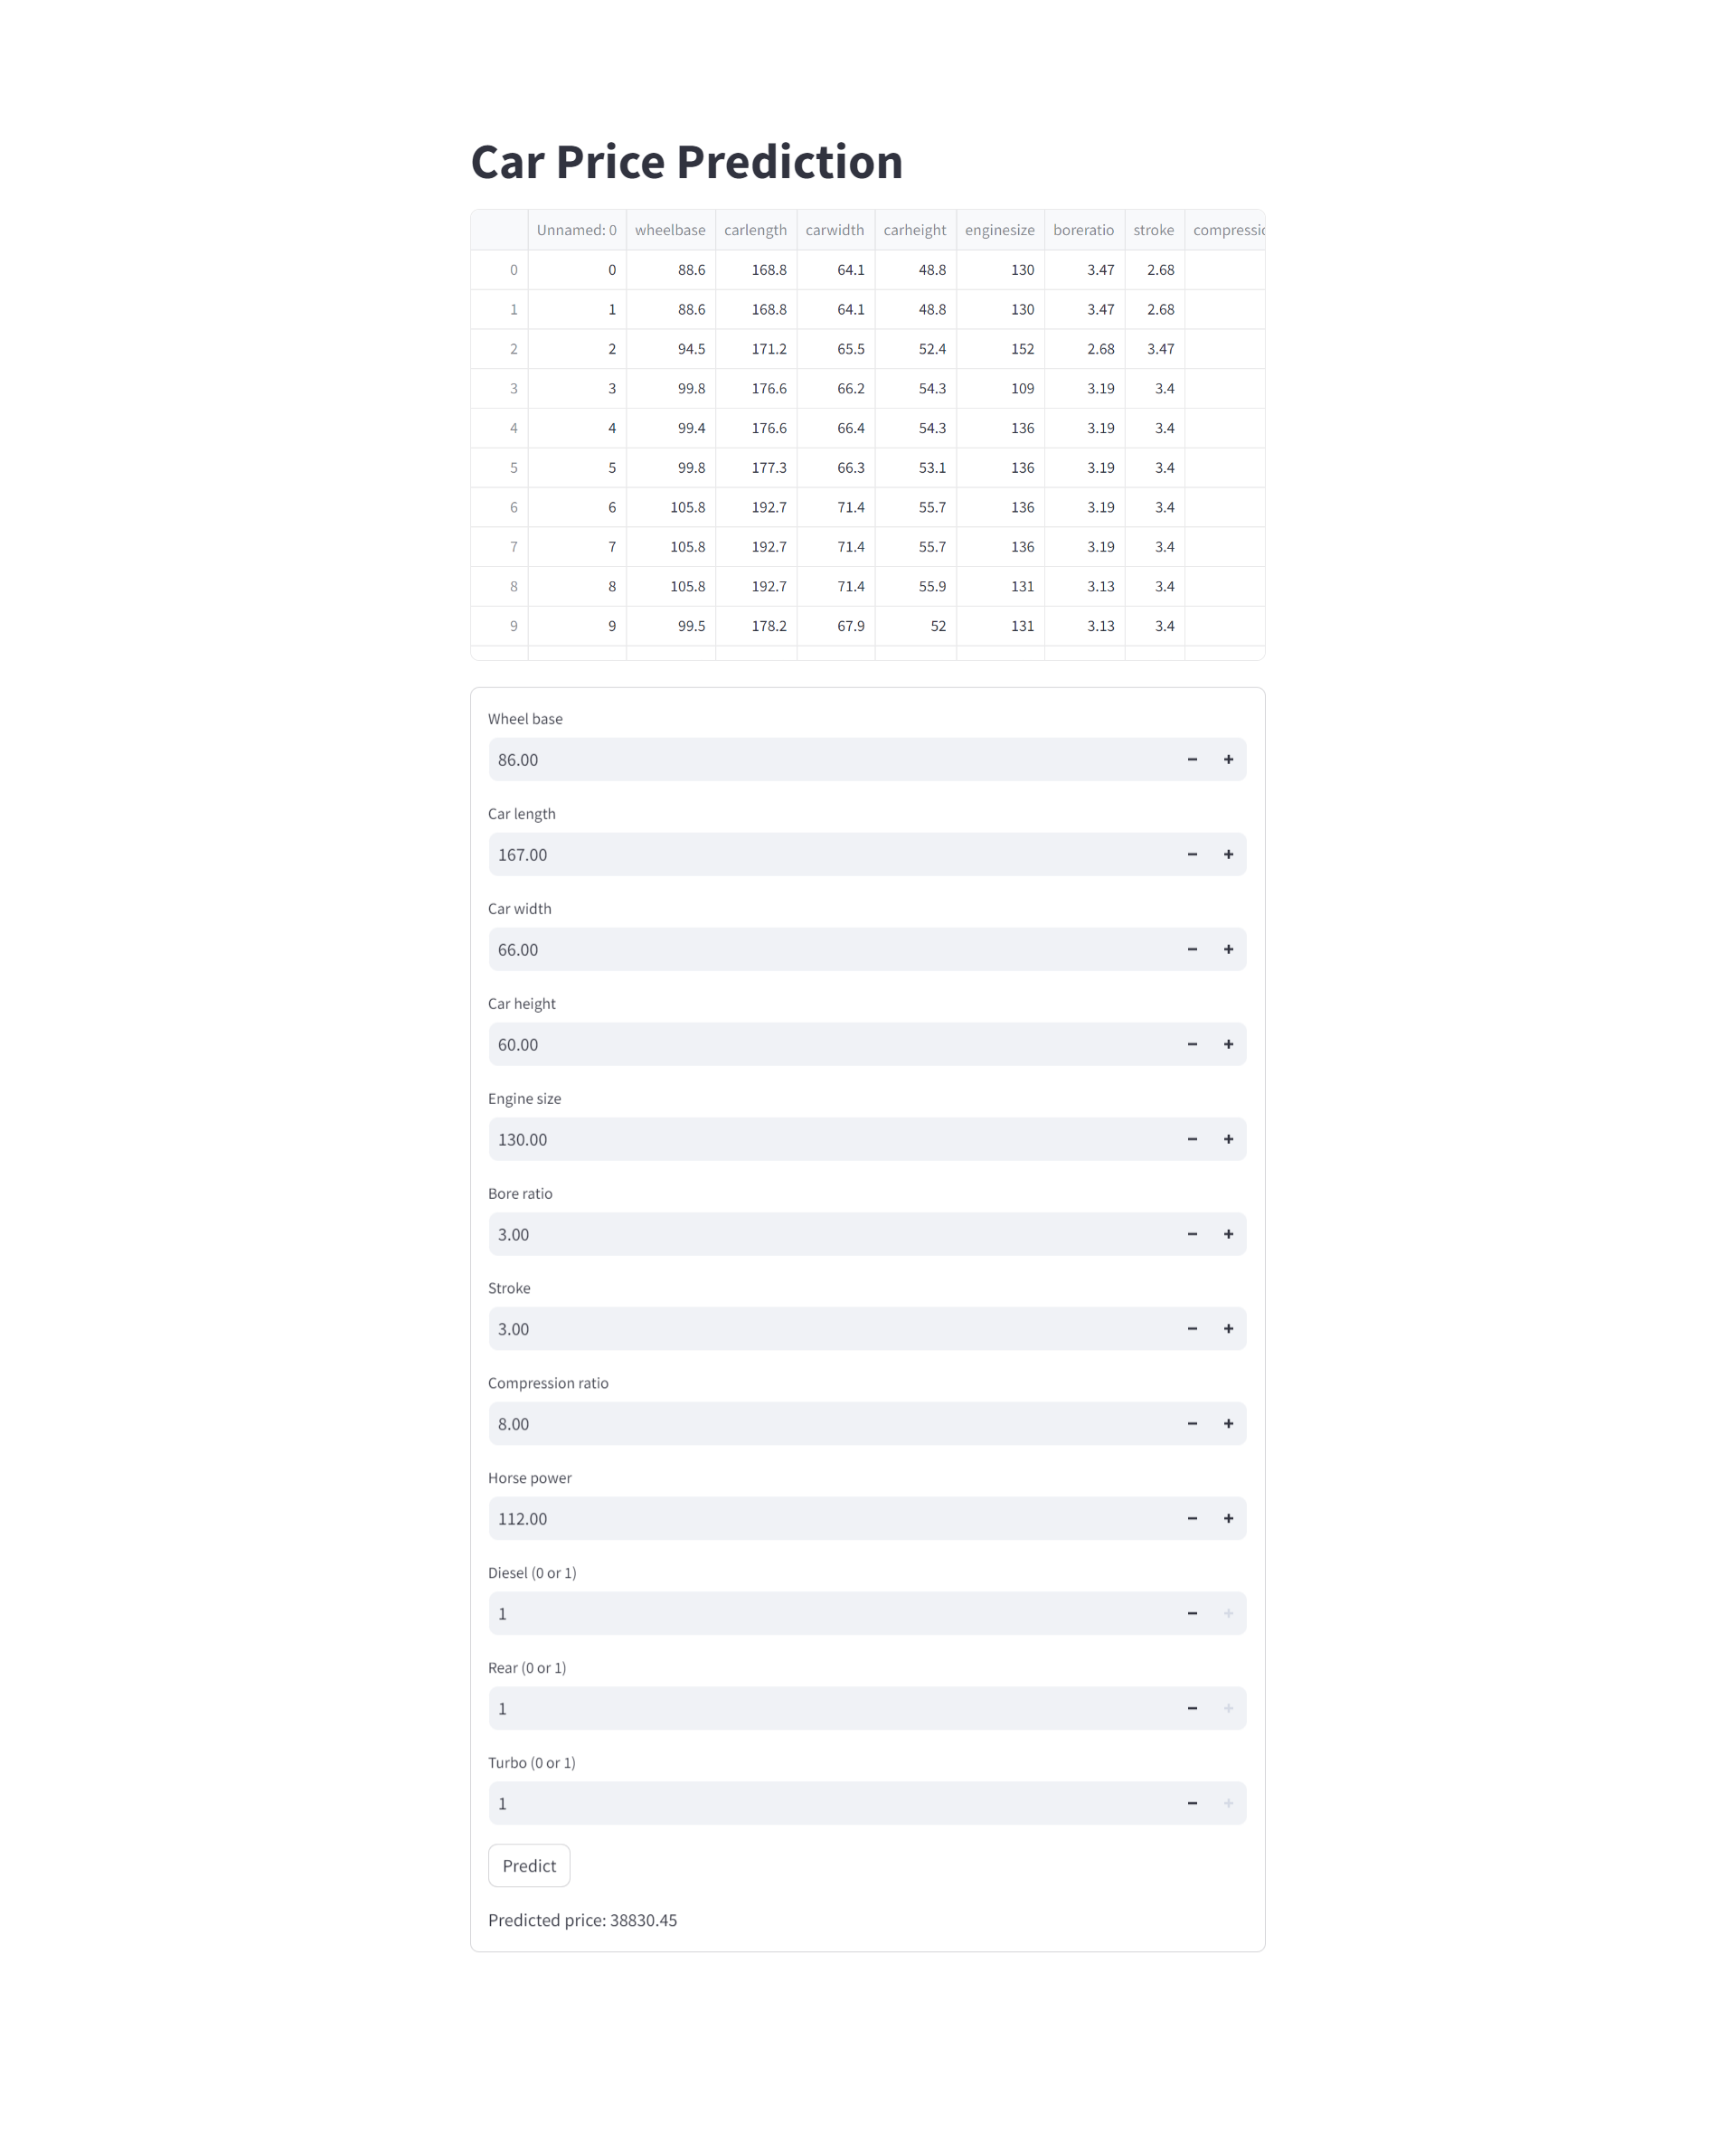 Car Price Prediction
Unnamed: 0 wheelbase carlength carwidth carheight enginesize boreratio stroke compressic
0 0 88.6 168.8 64.1 48.8 130 3.47 2.68
1 1 88.6 168.8 64.1 48.8 130 3.47 2.68
2 2 94.5 171.2 65.5 52.4 152 2.68 3.47
3 3 99.8 176.6 66.2 54.3 109 3.19 3.4
4 4 99.4 176.6 66.4 54.3 136 3.19 3.4
5 5 99.8 177.3 66.3 53.1 136 3.19 3.4
6 6 105.8 192.7 71.4 55.7 136 3.19 3.4
7 7 105.8 192.7 71.4 55.7 136 3.19 3.4
8 8 105.8 192.7 71.4 55.9 131 3.13 3.4
9 9 99.5 178.2 67.9 52 131 3.13 3.4
Wheel base
86.00
Car length
167.00
Car width
66.00
Car height
60.00
Engine size
130.00
Bore ratio
3.00
Stroke
3.00
Compression ratio
8.00
Horse power
112.00
Diesel (0 or 1)
1
Rear (0 or 1)
1
Turbo (0 or 1)
1
Predict
Predicted price: 38830.45